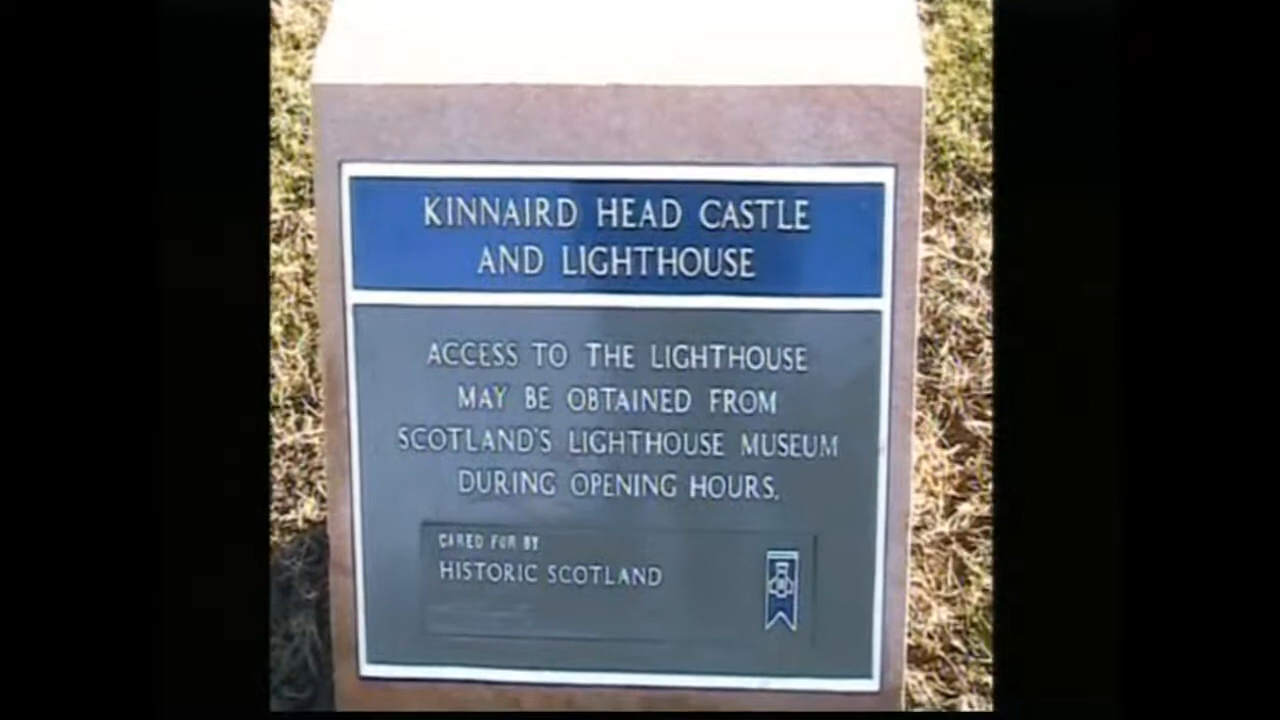 KINNAIRD HEAD CASTLE
AND LIGHTHOUSE
ACCESS TO THE LIGHTHOUSE
MAY BE OBTAINED FROM
SCOTLAND'S LIGHTHOUSE MUSEUM
DURING OPENING HOURS.
CARED FOR BY
HISTORIC SCOTLAND